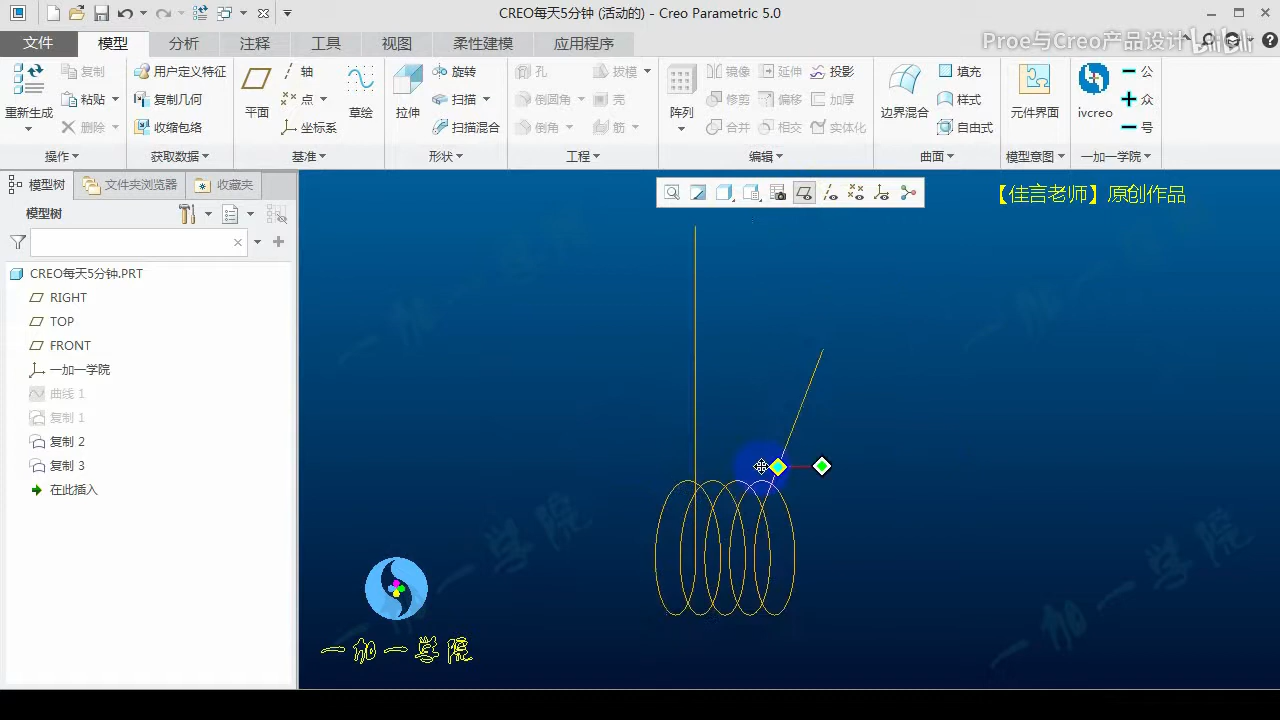 CREO每天5分钟 (活动的) - Creo Parametric 5.0
文件 模型 分析 注释 工具 视图 柔性建模 应用程序
Proe与Creo产品设计 bilibili
重新生成
复制
粘贴
删除
操作
用户定义特征
复制几何
收缩包络
获取数据
平面
轴
点
坐标系
草绘
基准
拉伸
旋转
扫描
扫描混合
形状
孔
倒圆角
倒角
拔模
壳
筋
工程
阵列
镜像
修剪
合并
延伸
偏移
相交
投影
加厚
实体化
编辑
边界混合
填充
样式
自由式
曲面
元件界面
模型意图
ivcreo
公
众
号
一加一学院
模型树 文件夹浏览器 收藏夹
模型树
CREO每天5分钟.PRT
RIGHT
TOP
FRONT
一加一学院
曲线 1
复制 1
复制 2
复制 3
在此插入
【佳言老师】原创作品
一加一学院
一加一学院
一加一学院